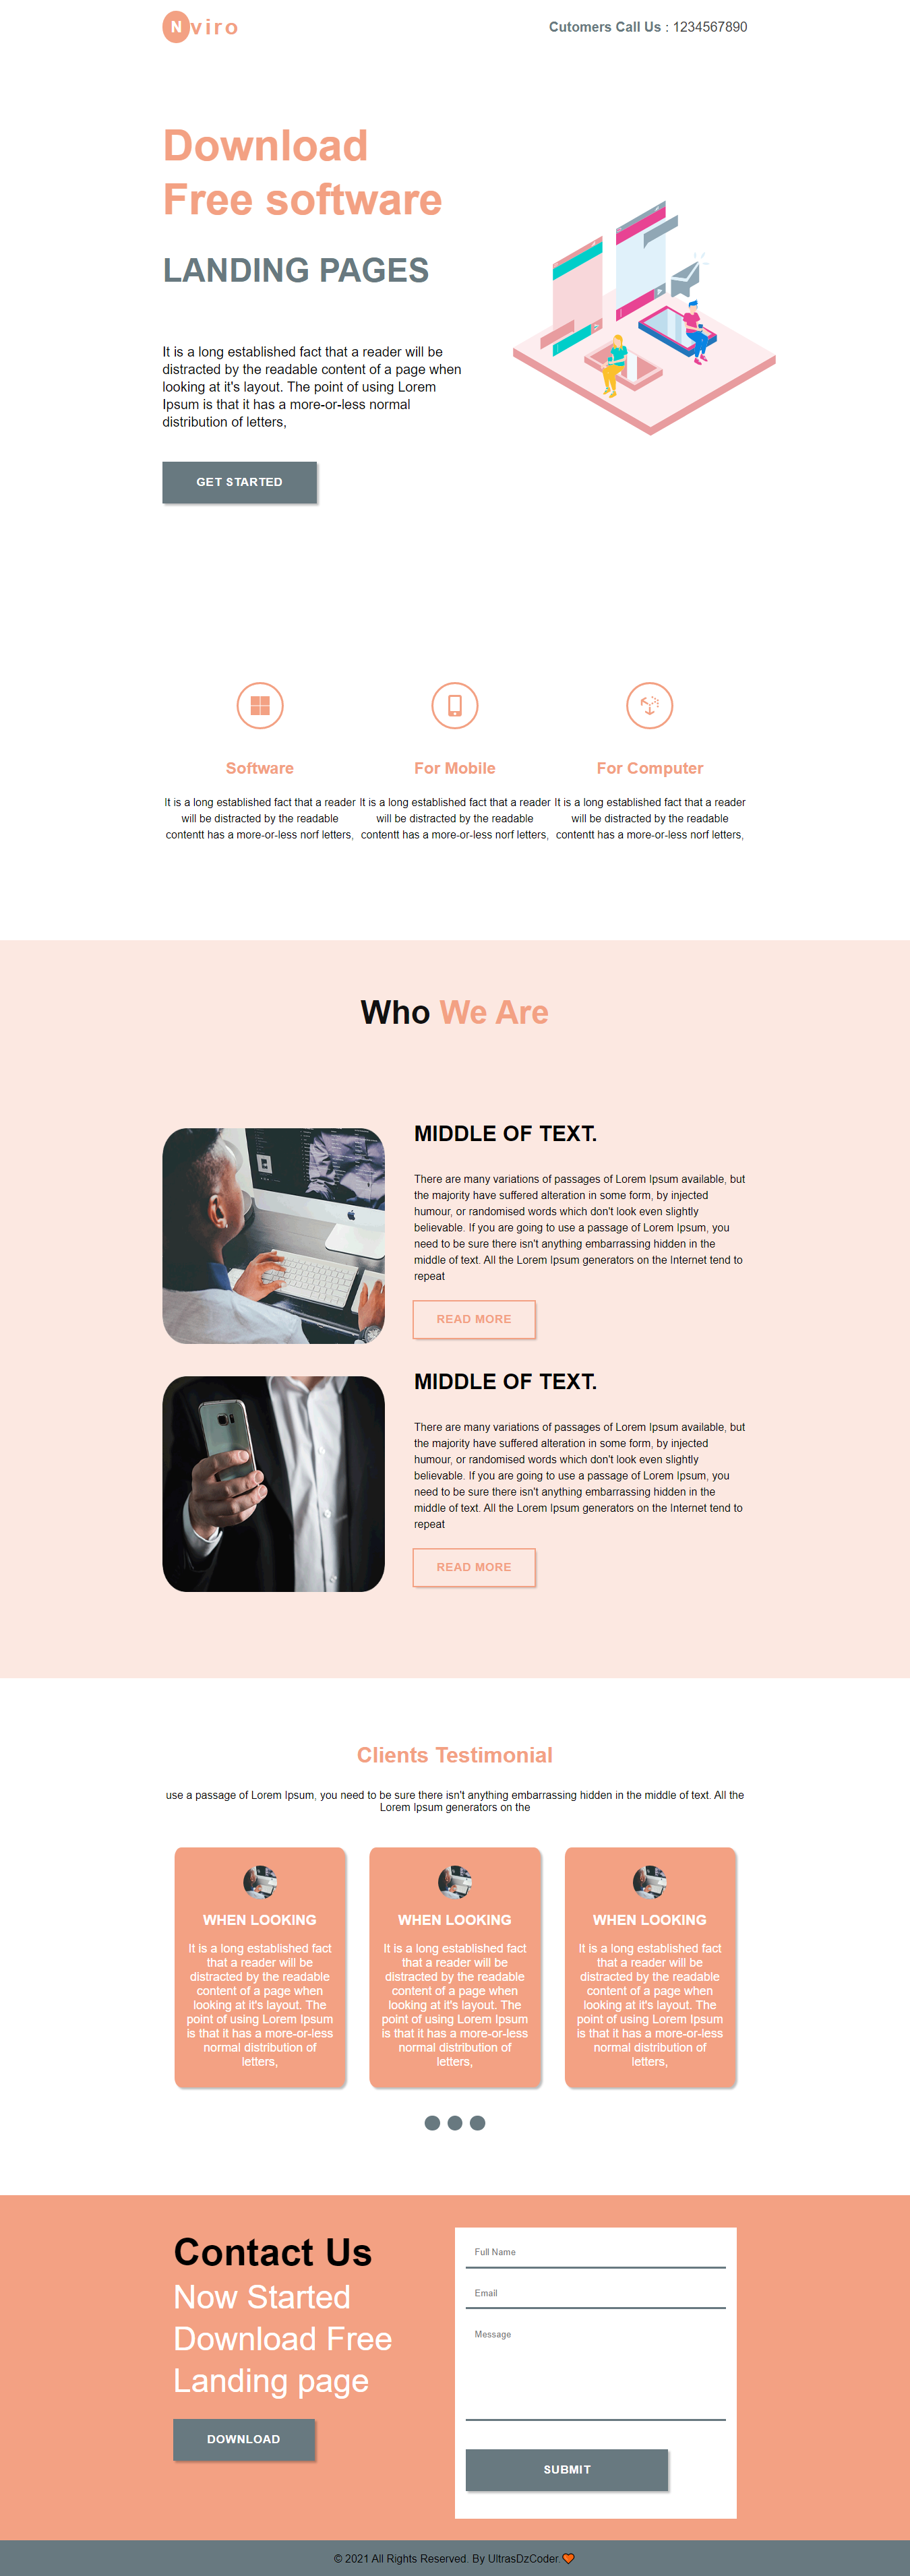 Nviro
Cutomers Call Us : 1234567890
Download
Free software
LANDING PAGES
It is a long established fact that a reader will be
distracted by the readable content of a page when
looking at it's layout. The point of using Lorem
Ipsum is that it has a more-or-less normal
distribution of letters,
GET STARTED
Software
It is a long established fact that a reader
will be distracted by the readable
contentt has a more-or-less norf letters,
For Mobile
It is a long established fact that a reader
will be distracted by the readable
contentt has a more-or-less norf letters,
For Computer
It is a long established fact that a reader
will be distracted by the readable
contentt has a more-or-less norf letters,
Who We Are
MIDDLE OF TEXT.
There are many variations of passages of Lorem Ipsum available, but
the majority have suffered alteration in some form, by injected
humour, or randomised words which don't look even slightly
believable. If you are going to use a passage of Lorem Ipsum, you
need to be sure there isn't anything embarrassing hidden in the
middle of text. All the Lorem Ipsum generators on the Internet tend to
repeat
READ MORE
MIDDLE OF TEXT.
There are many variations of passages of Lorem Ipsum available, but
the majority have suffered alteration in some form, by injected
humour, or randomised words which don't look even slightly
believable. If you are going to use a passage of Lorem Ipsum, you
need to be sure there isn't anything embarrassing hidden in the
middle of text. All the Lorem Ipsum generators on the Internet tend to
repeat
READ MORE
Clients Testimonial
use a passage of Lorem Ipsum, you need to be sure there isn't anything embarrassing hidden in the middle of text. All the
Lorem Ipsum generators on the
WHEN LOOKING
It is a long established fact
that a reader will be
distracted by the readable
content of a page when
looking at it's layout. The
point of using Lorem Ipsum
is that it has a more-or-less
normal distribution of
letters,
WHEN LOOKING
It is a long established fact
that a reader will be
distracted by the readable
content of a page when
looking at it's layout. The
point of using Lorem Ipsum
is that it has a more-or-less
normal distribution of
letters,
WHEN LOOKING
It is a long established fact
that a reader will be
distracted by the readable
content of a page when
looking at it's layout. The
point of using Lorem Ipsum
is that it has a more-or-less
normal distribution of
letters,
Contact Us
Now Started
Download Free
Landing page
DOWNLOAD
Full Name
Email
Message
SUBMIT
© 2021 All Rights Reserved. By UltrasDzCoder.🧡